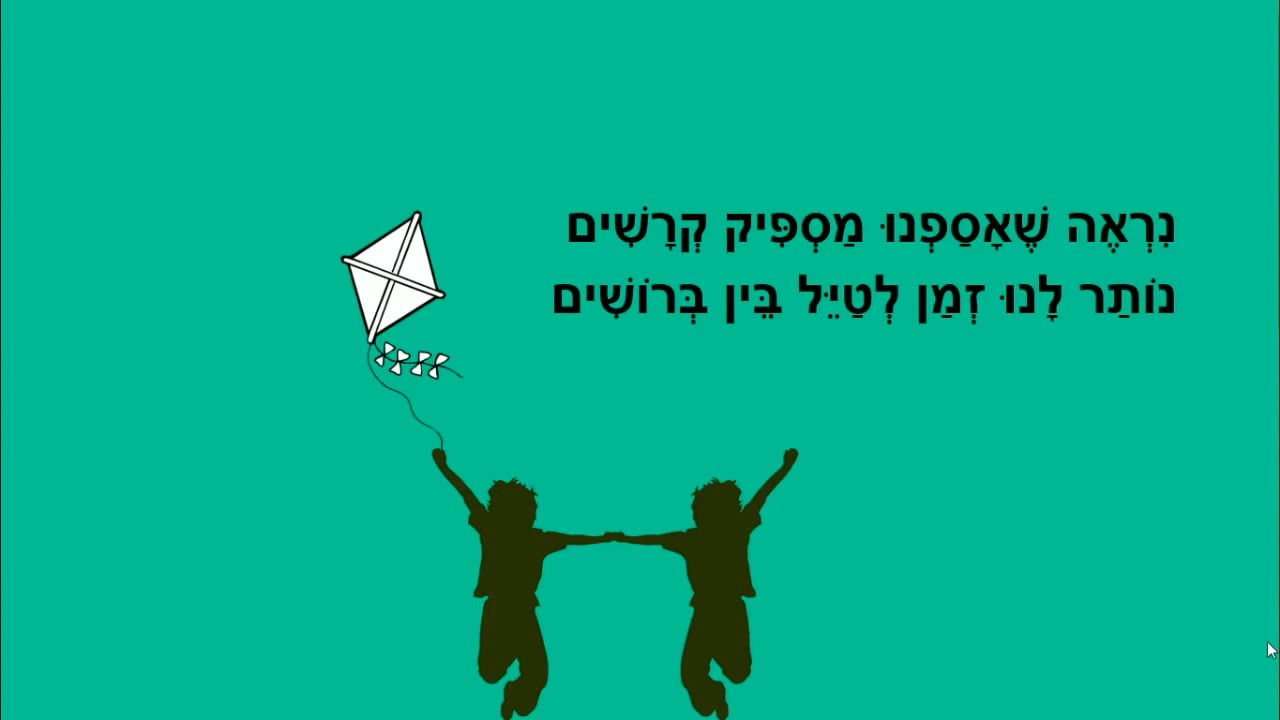 נִרְאֶה שֶׁאָסַפְנוּ מַסְפִּיק קְרָשִׁים
נוֹתַר לָנוּ זְמַן לְטַיֵּל בֵּין בְּרוֹשִׁים